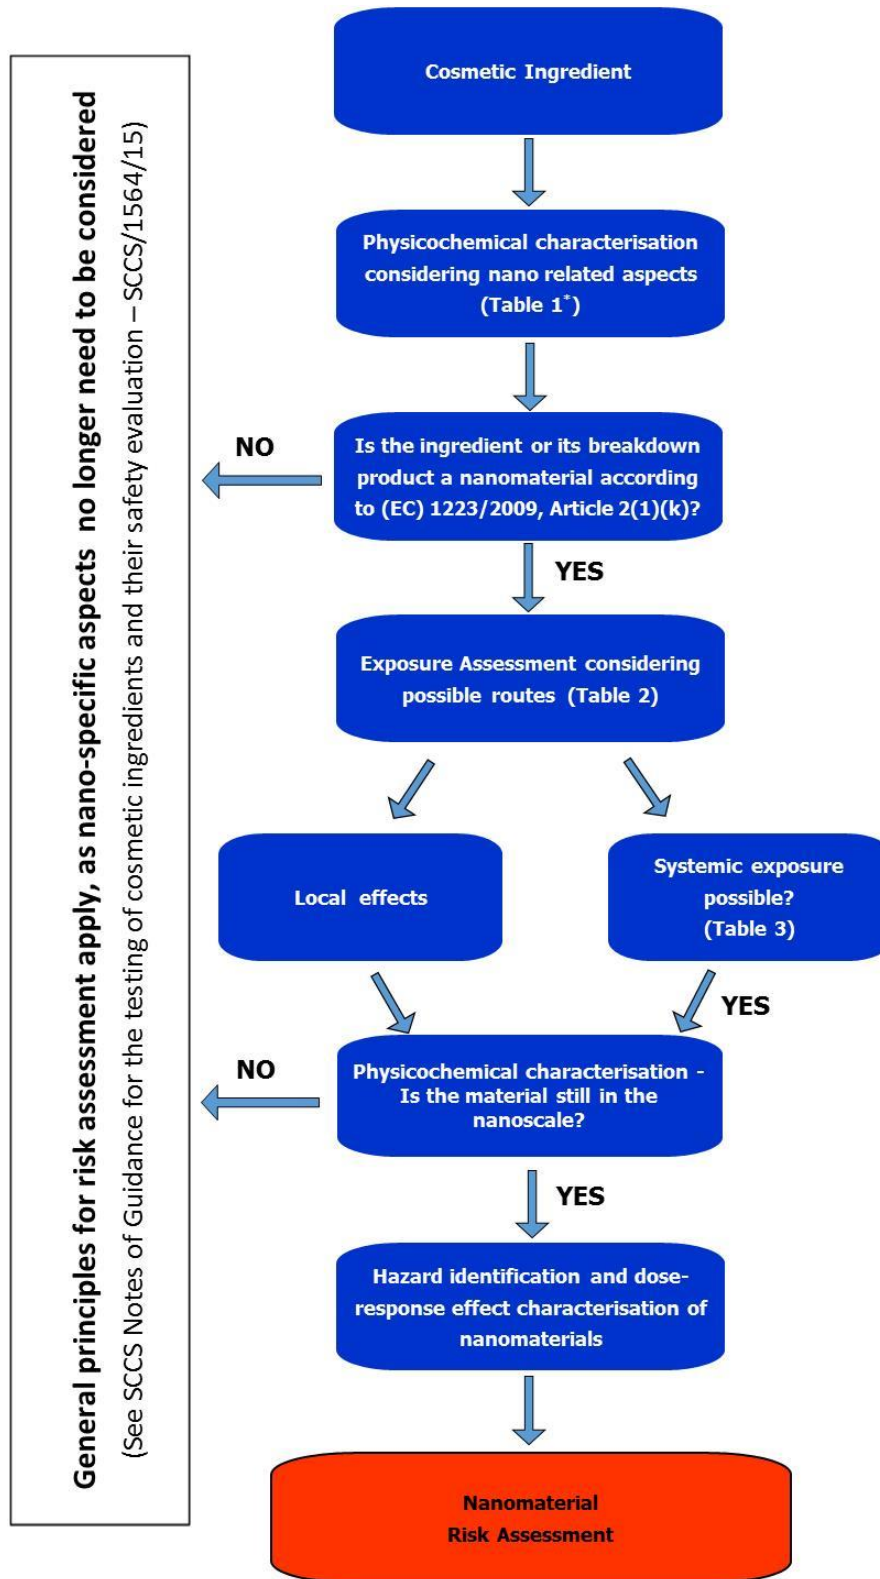 General principles for risk assessment apply, as nano-specific aspects no longer need to be considered
(See SCCS Notes of Guidance for the testing of cosmetic ingredients and their safety evaluation – SCCS/1564/15)
Cosmetic Ingredient
Physicochemical characterisation
considering nano related aspects
(Table 1*)
NO
Is the ingredient or its breakdown
product a nanomaterial according
to (EC) 1223/2009, Article 2(1)(k)?
YES
Exposure Assessment considering
possible routes (Table 2)
Local effects
Systemic exposure
possible?
(Table 3)
YES
NO
Physicochemical characterisation -
Is the material still in the
nanoscale?
YES
Hazard identification and dose-
response effect characterisation of
nanomaterials
Nanomaterial
Risk Assessment